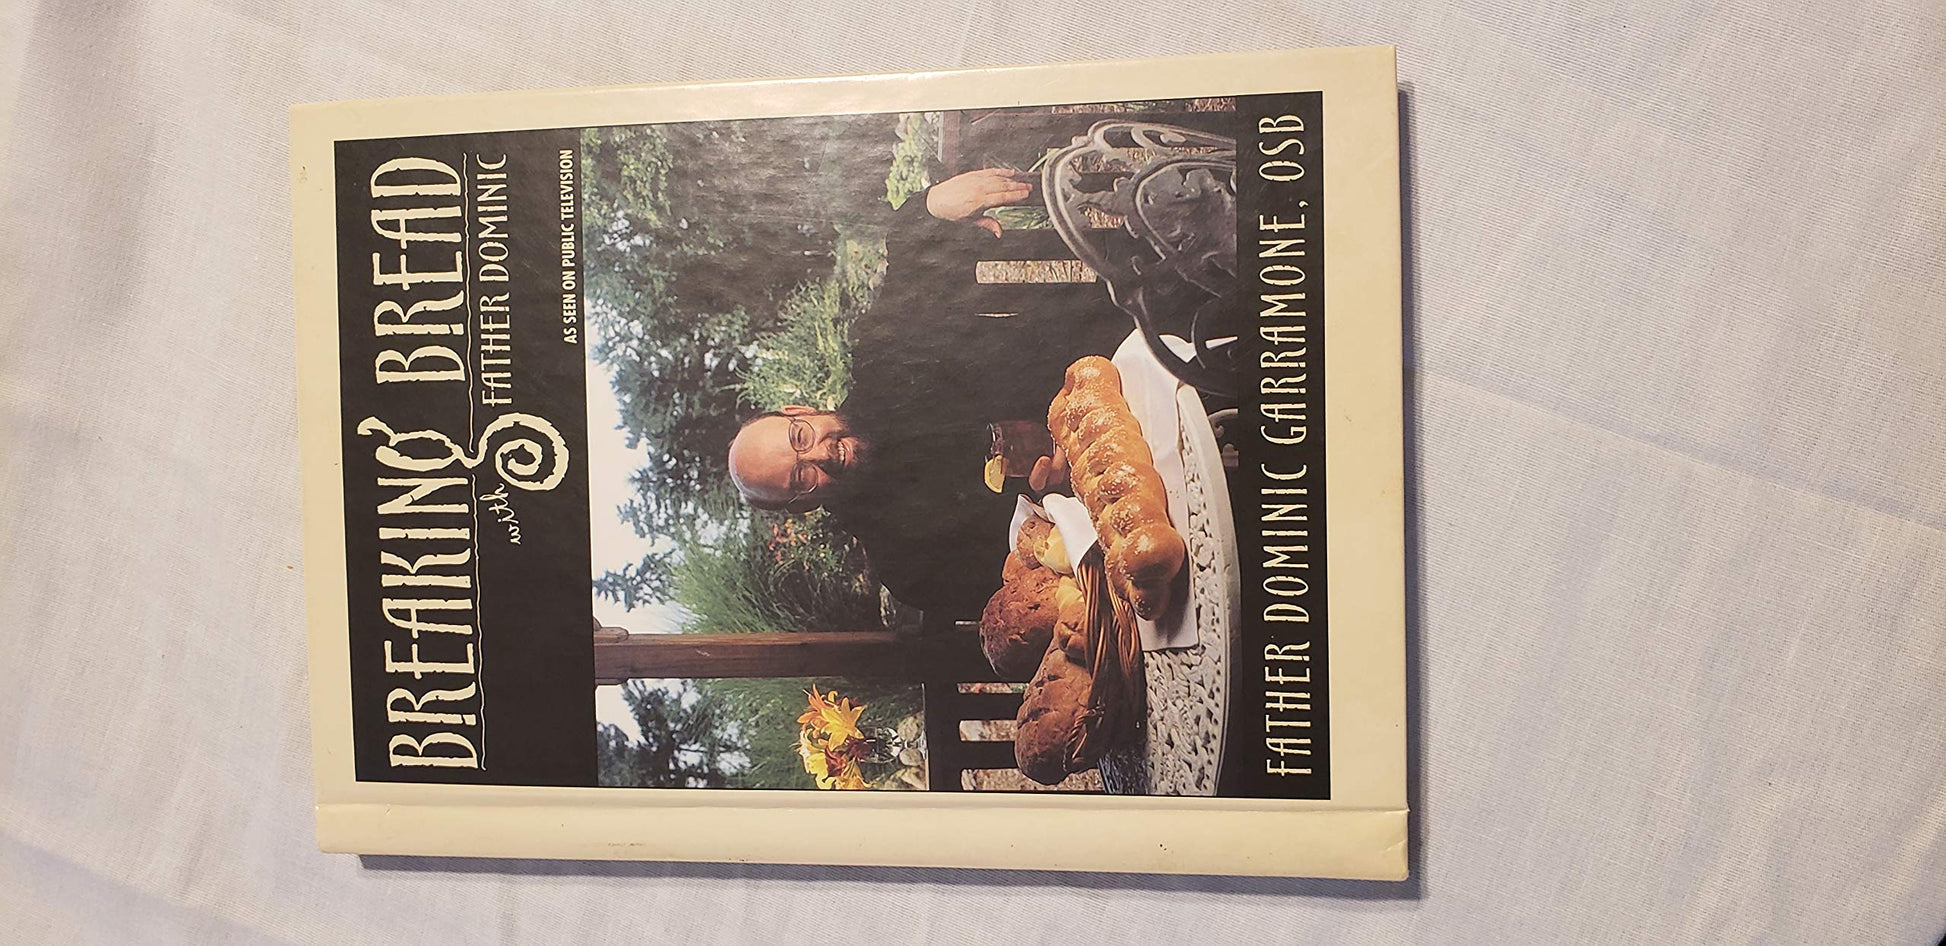 BREAKING BREAD
with FATHER DOMINIC
AS SEEN ON PUBLIC TELEVISION
FATHER DOMINIC GARRAMONE, OSB